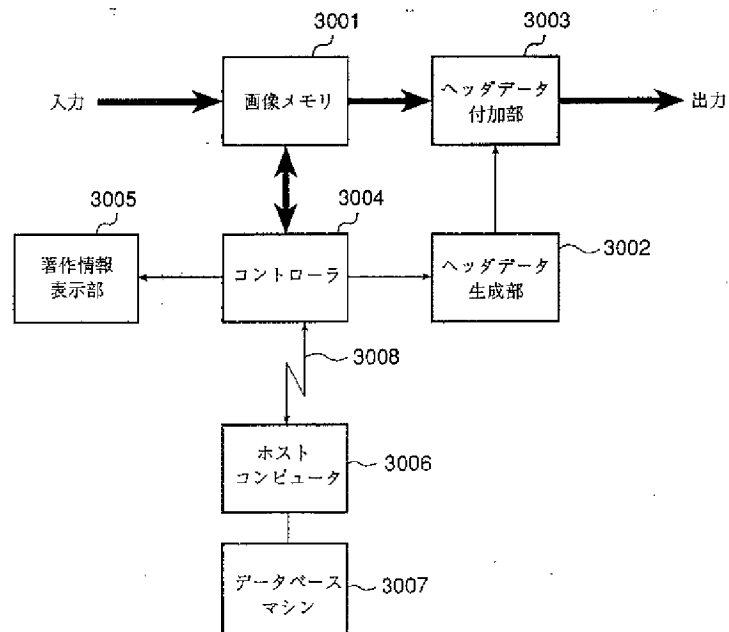 3001
3003
入力
画像メモリ
ヘッダデータ
付加部
出力
3005
3004
3002
著作情報
表示部
コントローラ
ヘッダデータ
生成部
3008
ホスト
コンピュータ
3006
データベース
マシン
3007